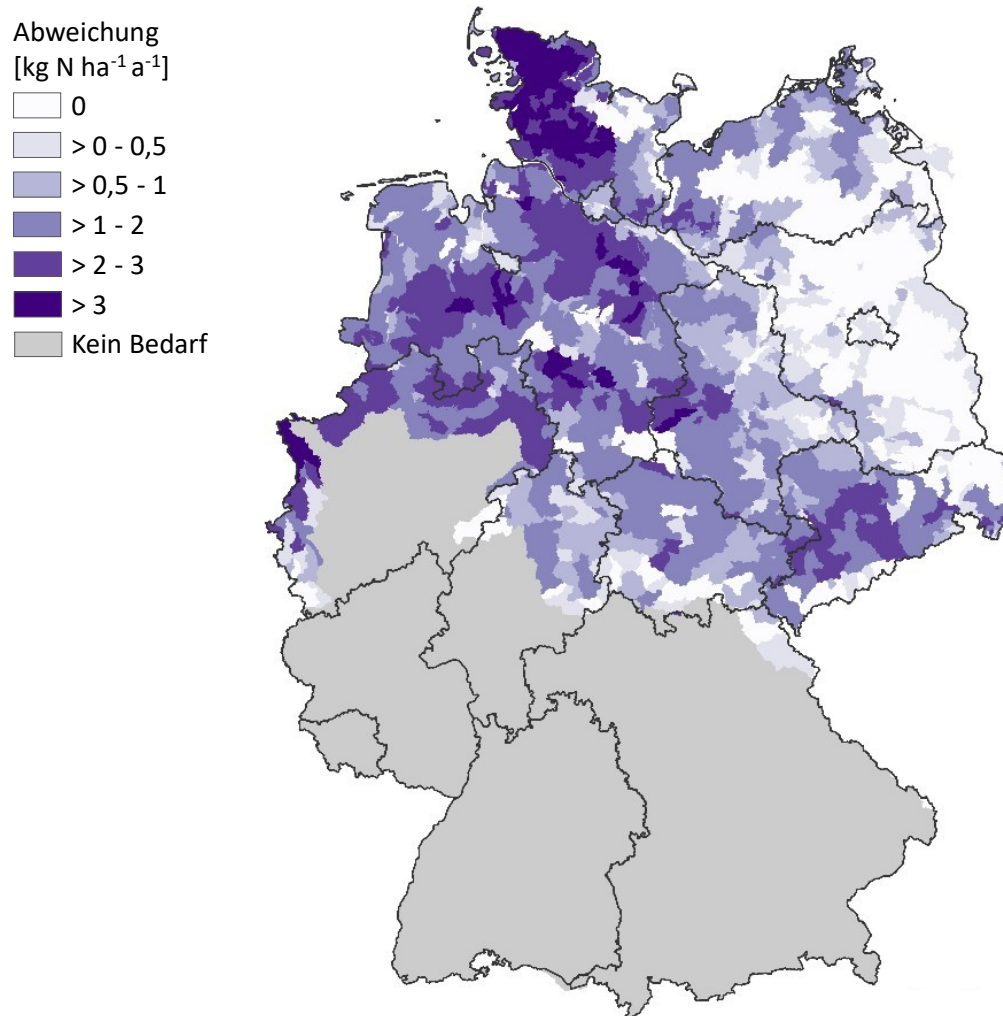 Abweichung
[kg N ha⁻¹ a⁻¹]
0
> 0 - 0,5
> 0,5 - 1
> 1 - 2
> 2 - 3
> 3
Kein Bedarf